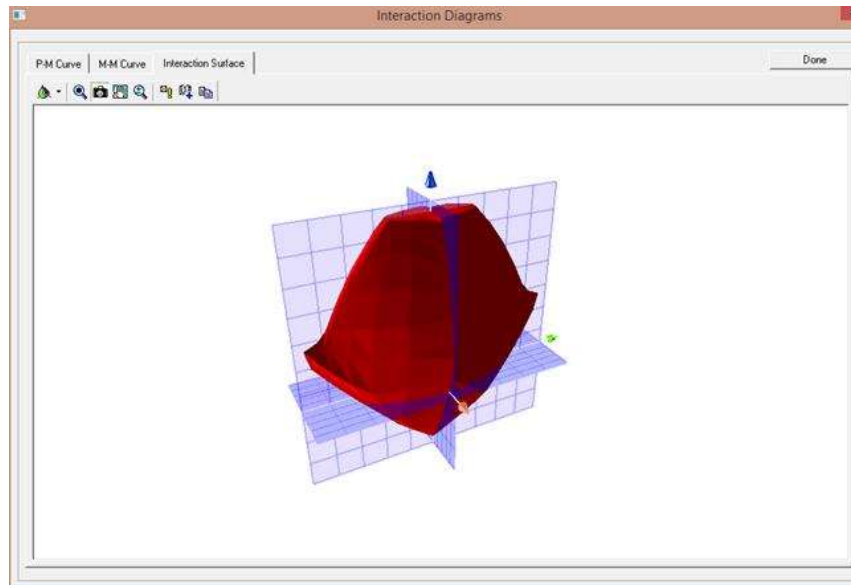 Interaction Diagrams
P-M Curve
M-M Curve
Interaction Surface
Done